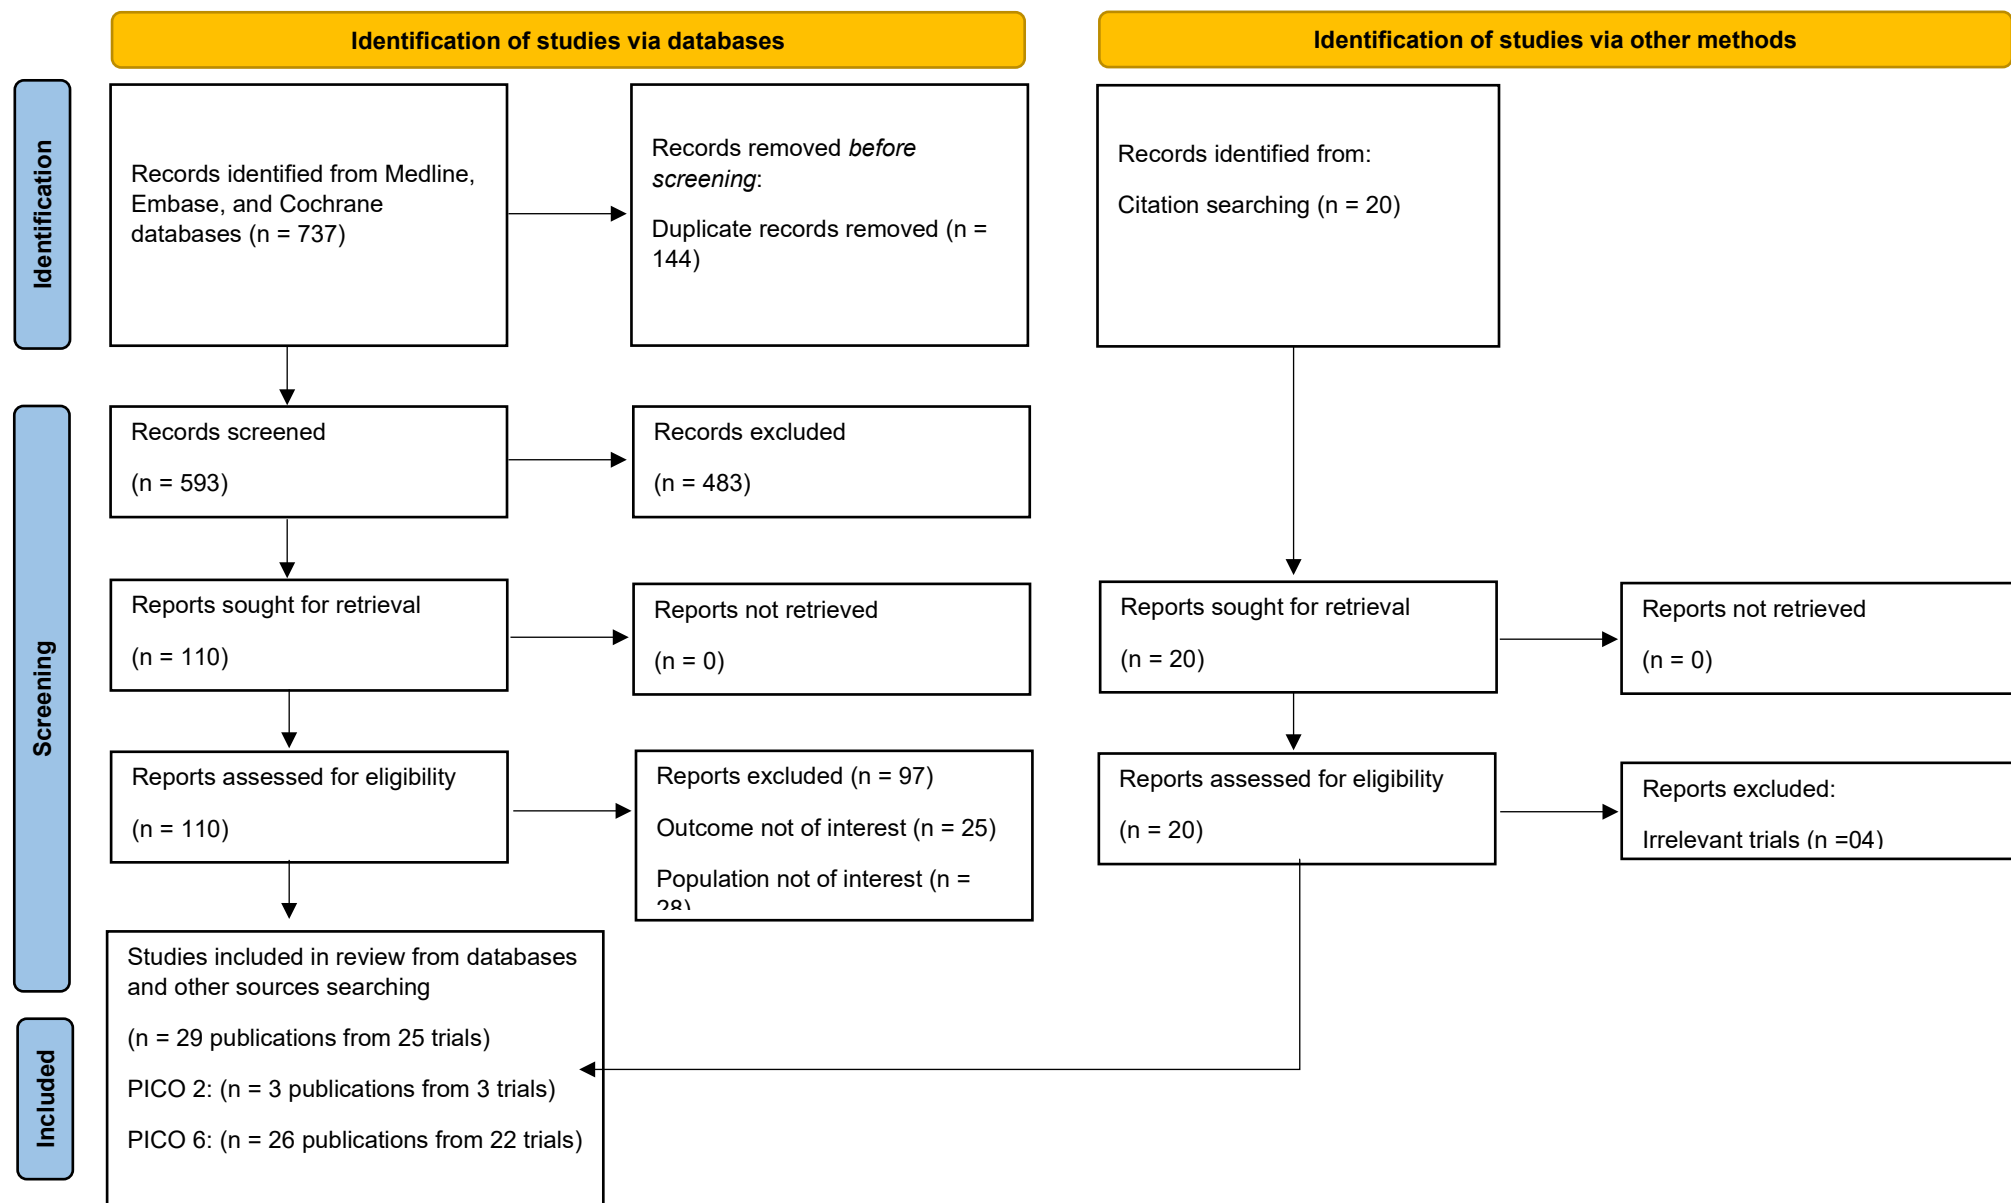 Identification of studies via databases
Identification of studies via other methods
Identification
Records identified from Medline,
Embase, and Cochrane
databases (n = 737)
Records removed before
screening:
Duplicate records removed (n =
144)
Records identified from:
Citation searching (n = 20)
Screening
Records screened
(n = 593)
Records excluded
(n = 483)
Reports sought for retrieval
(n = 110)
Reports not retrieved
(n = 0)
Reports sought for retrieval
(n = 20)
Reports not retrieved
(n = 0)
Reports assessed for eligibility
(n = 110)
Reports excluded (n = 97)
Outcome not of interest (n = 25)
Population not of interest (n =
28)
Reports assessed for eligibility
(n = 20)
Reports excluded:
Irrelevant trials (n =04)
Included
Studies included in review from databases
and other sources searching
(n = 29 publications from 25 trials)
PICO 2: (n = 3 publications from 3 trials)
PICO 6: (n = 26 publications from 22 trials)